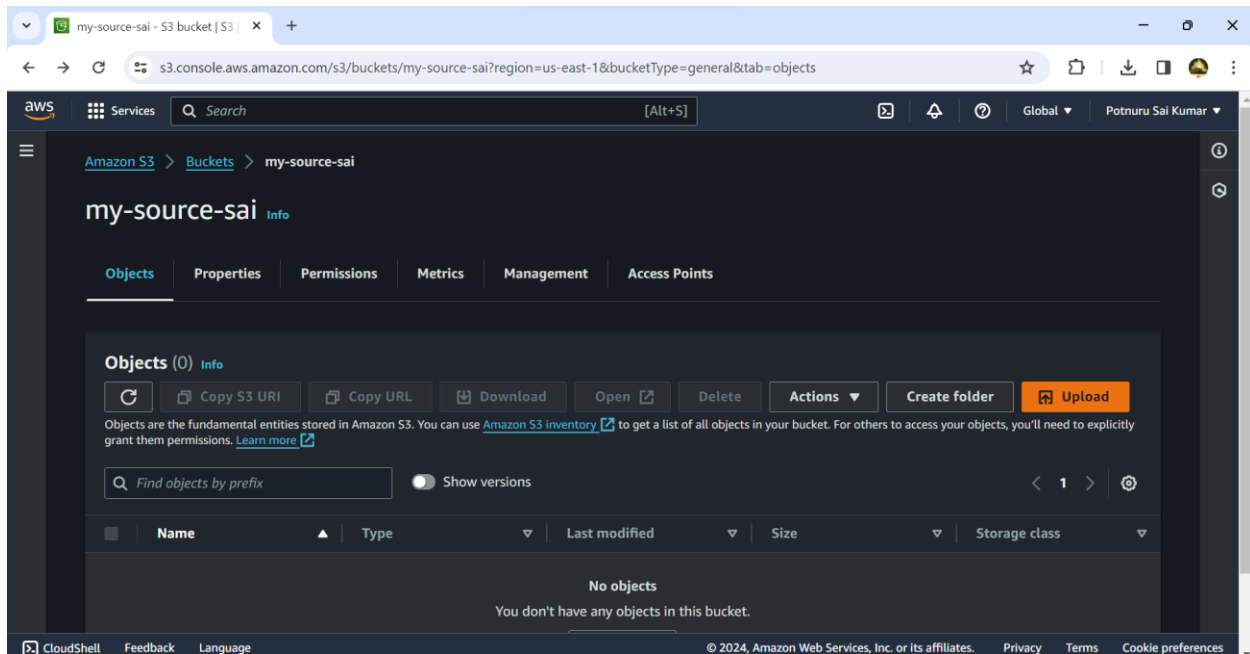 my-source-sai - S3 bucket | S3 |
s3.console.aws.amazon.com/s3/buckets/my-source-sai?region=us-east-1&bucketType=general&tab=objects
aws Services Search [Alt+S] Global Potnuru Sai Kumar
Amazon S3 > Buckets > my-source-sai
my-source-sai Info
Objects Properties Permissions Metrics Management Access Points
Objects (0) Info
Copy S3 URI Copy URL Download Open Delete Actions Create folder Upload
Objects are the fundamental entities stored in Amazon S3. You can use Amazon S3 inventory to get a list of all objects in your bucket. For others to access your objects, you'll need to explicitly
grant them permissions. Learn more
Find objects by prefix Show versions 1
Name Type Last modified Size Storage class
No objects
You don't have any objects in this bucket.
CloudShell Feedback Language © 2024, Amazon Web Services, Inc. or its affiliates. Privacy Terms Cookie preferences